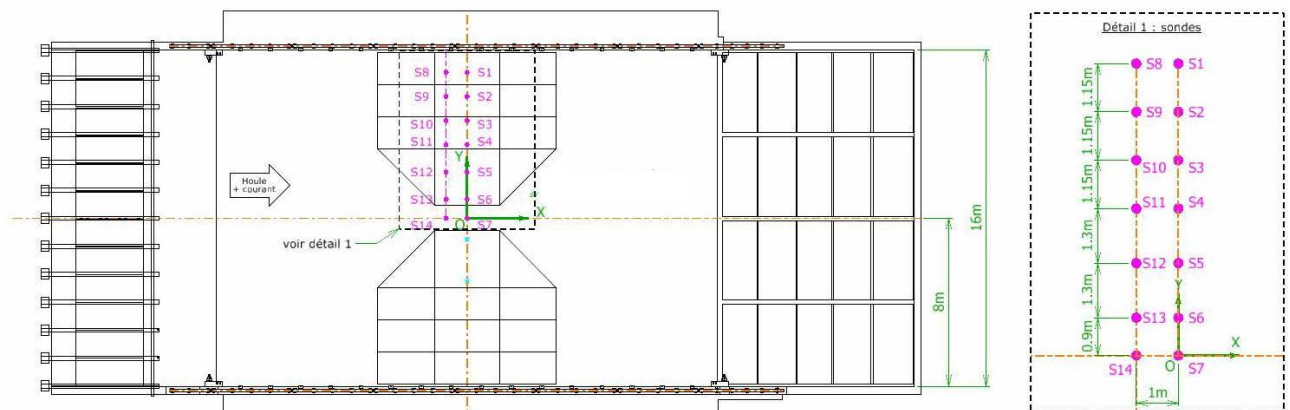 S8 S1
S9 S2
S10 S3
S11 S4
Y
S12 S5
S13 S6
X
S14 O S7
Houle
+ courant
voir détail 1
16m
8m
Détail 1 : sondes
S8 S1
1.15m
S9 S2
1.15m
S10 S3
1.15m
S11 S4
1.3m
S12 S5
1.3m
Y
S13 S6
0.9m
X
O
S14 S7
1m